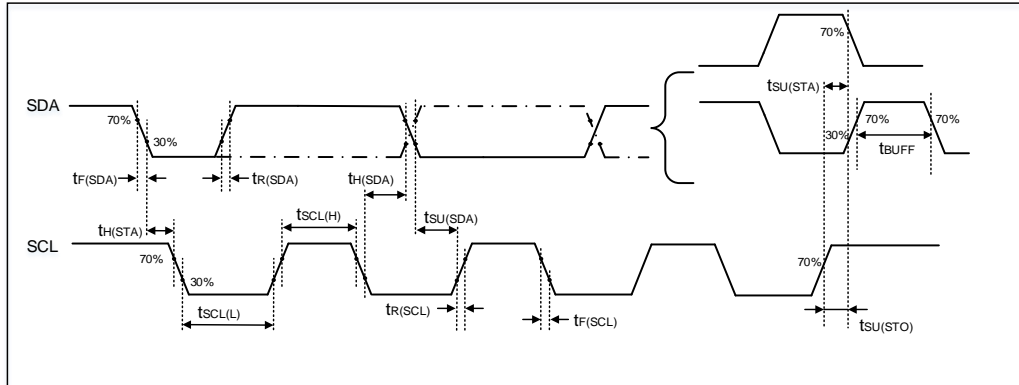 70%
tSU(STA)
SDA
70%
30%
30%
70%
70%
tBUFF
tF(SDA)
tR(SDA)
tH(SDA)
tH(STA)
tSCL(H)
tSU(SDA)
SCL
70%
30%
70%
tSCL(L)
tR(SCL)
tF(SCL)
tSU(STO)